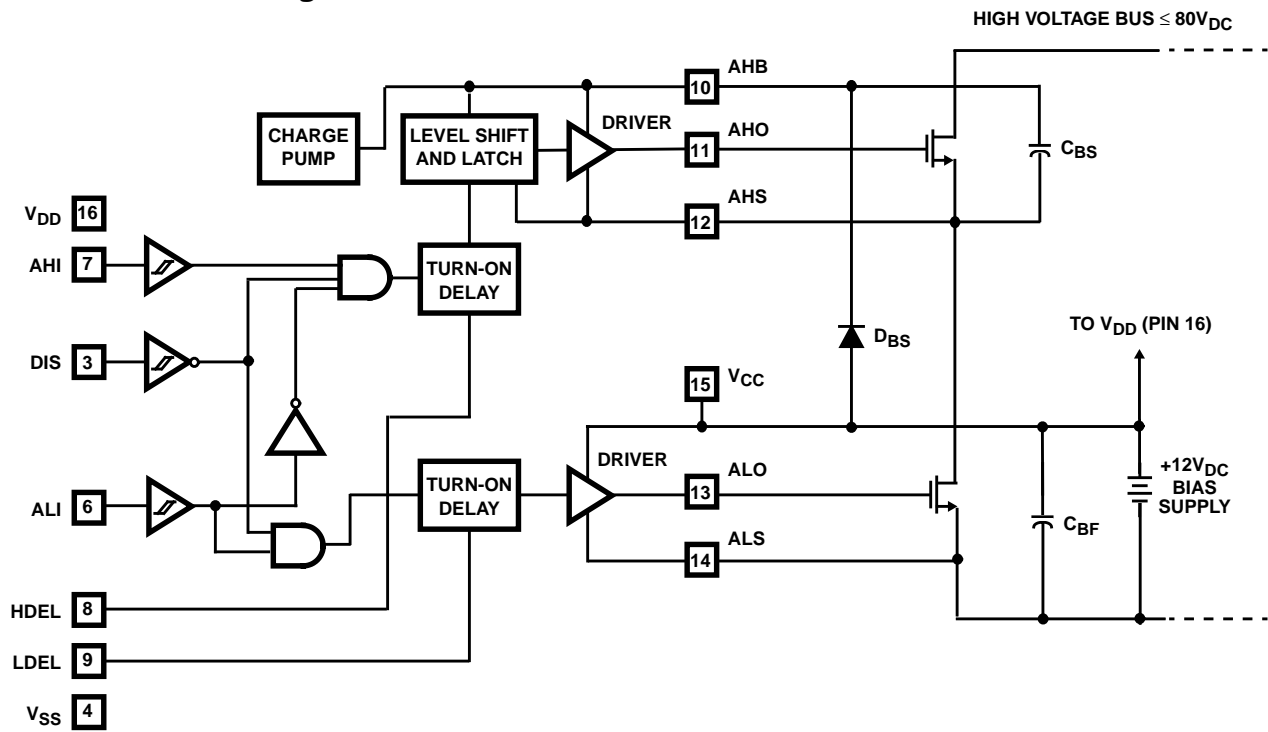 HIGH VOLTAGE BUS ≤ 80VDC
AHB
10
DRIVER
CHARGE
PUMP
LEVEL SHIFT
AND LATCH
AHO
11
CBS
AHS
12
VDD 16
AHI 7
TURN-ON
DELAY
DIS 3
DBS
TO VDD (PIN 16)
15
VCC
DRIVER
ALI 6
TURN-ON
DELAY
ALO
13
+12VDC
BIAS
SUPPLY
CBF
ALS
14
HDEL 8
LDEL 9
VSS 4